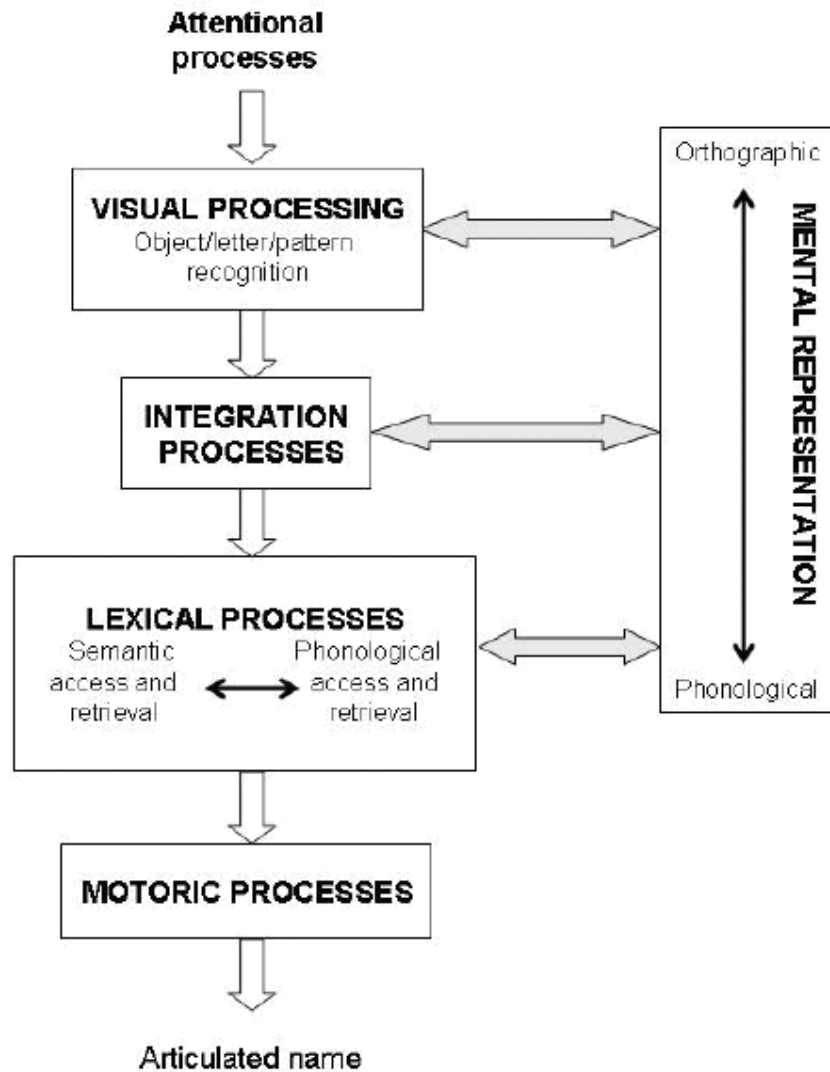 Attentional
processes
VISUAL PROCESSING
Object/letter/pattern
recognition
INTEGRATION
PROCESSES
LEXICAL PROCESSES
Semantic
access and
retrieval
Phonological
access and
retrieval
MOTORIC PROCESSES
Articulated name
Orthographic
MENTAL REPRESENTATION
Phonological